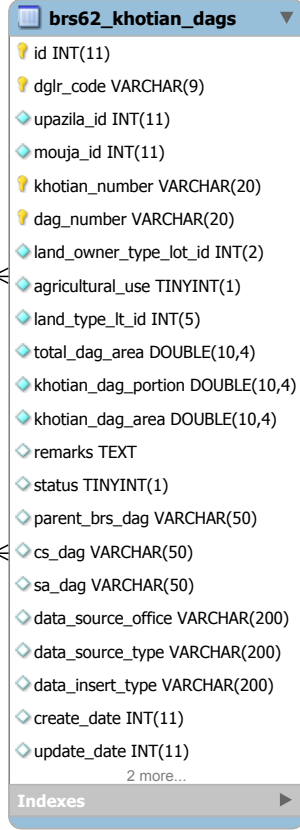 brs62_khotian_dags
id INT(11)
dglr_code VARCHAR(9)
upazila_id INT(11)
mouja_id INT(11)
khotian_number VARCHAR(20)
dag_number VARCHAR(20)
land_owner_type_lot_id INT(2)
agricultural_use TINYINT(1)
land_type_lt_id INT(5)
total_dag_area DOUBLE(10,4)
khotian_dag_portion DOUBLE(10,4)
khotian_dag_area DOUBLE(10,4)
remarks TEXT
status TINYINT(1)
parent_brs_dag VARCHAR(50)
cs_dag VARCHAR(50)
sa_dag VARCHAR(50)
data_source_office VARCHAR(200)
data_source_type VARCHAR(200)
data_insert_type VARCHAR(200)
create_date INT(11)
update_date INT(11)
2 more...
Indexes